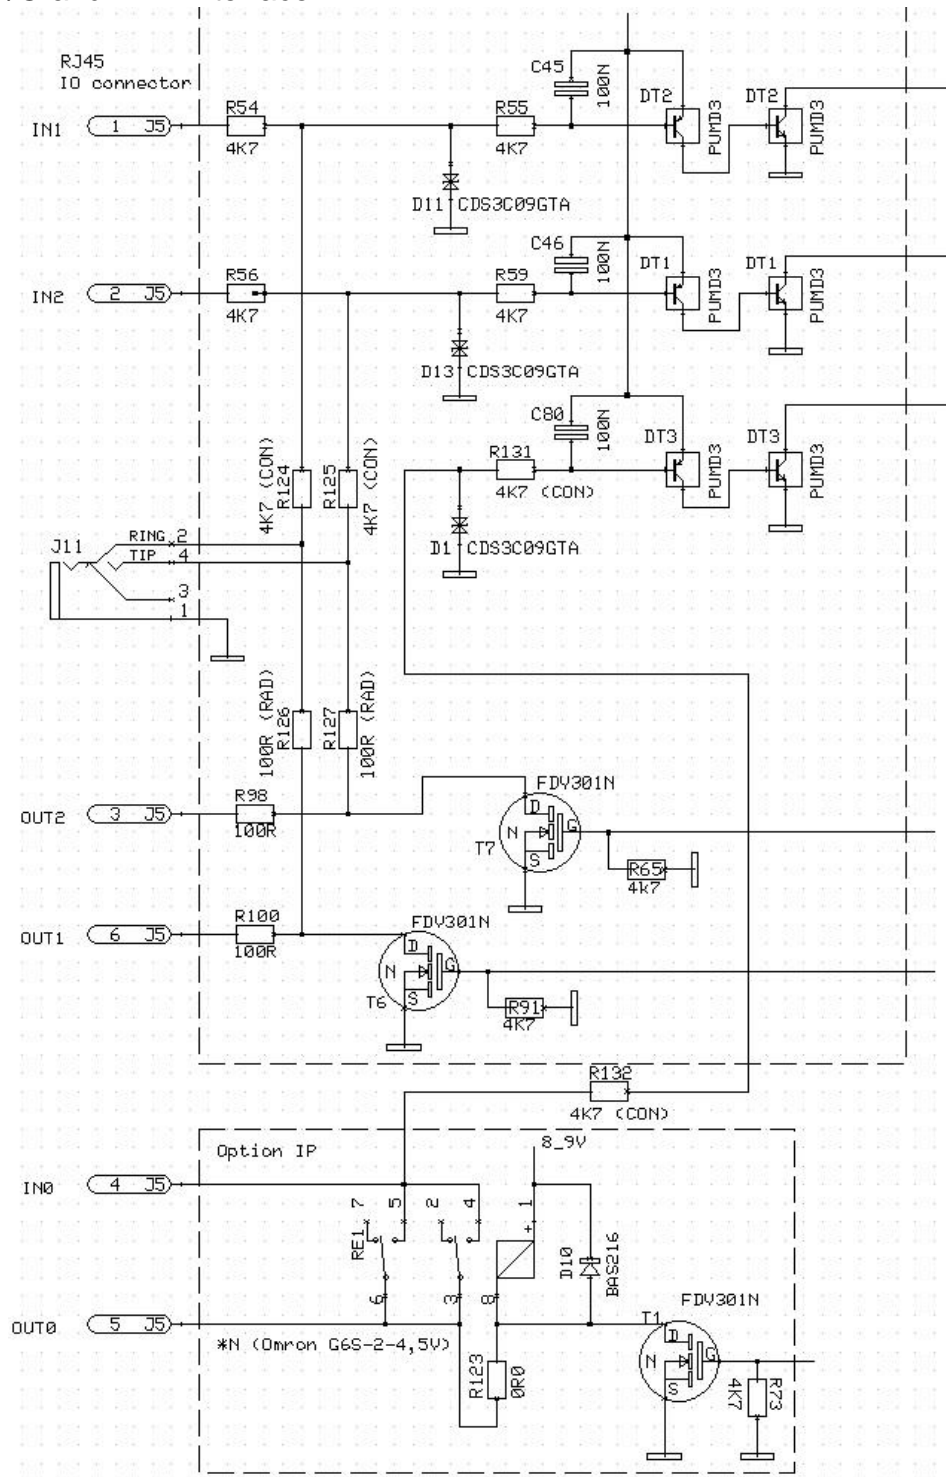 RJ45
IO connector
IN1
1 J5
R54
4K7
R55
4K7
C45
100N
DT2
PUMD3
DT2
PUMD3
D11 CDS3C09GTA
IN2
2 J5
R56
4K7
R59
4K7
C46
100N
DT1
PUMD3
DT1
PUMD3
D13 CDS3C09GTA
C80
100N
R131
4K7 (CON)
DT3
PUMD3
DT3
PUMD3
4K7 (CON)
R124
R125
4K7 (CON)
D1 CDS3C09GTA
J11
RING 2
TIP 4
3
1
100R (RAD)
R126
R127
100R (RAD)
OUT2
3 J5
R98
100R
FDV301N
D
N
G
S
T7
R65
4k7
OUT1
6 J5
R100
100R
FDV301N
D
N
G
S
T6
R91
4K7
R132
4K7 (CON)
Option IP
8_9V
IN0
4 J5
7
5
2
4
1
RE1
+
D10
BAS216
6
3
8
OUT0
5 J5
*N (Omron G6S-2-4,5V)
R123
0R0
FDV301N
T1
D
N
G
S
R73
4K7